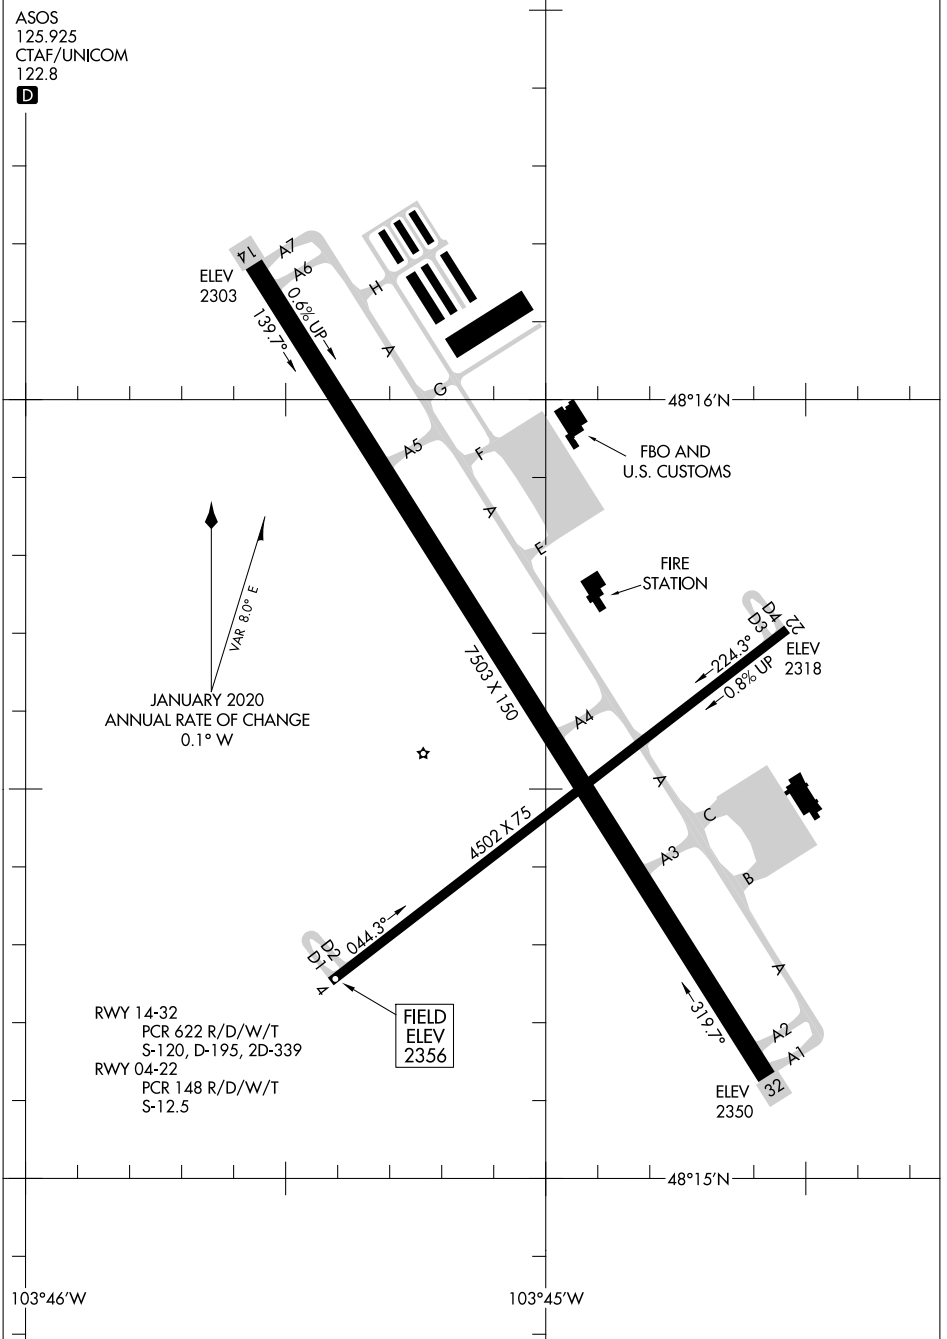 ASOS
125.925
CTAF/UNICOM
122.8
D
14
A7
A6
ELEV
2303
0.6% UP
139.7°
H
A
G
48°16'N
A5
F
FBO AND
U.S. CUSTOMS
A
E
FIRE
STATION
VAR 8.0° E
JANUARY 2020
ANNUAL RATE OF CHANGE
0.1° W
D4
D3
22
ELEV
2318
224.3°
0.8% UP
7503 X 150
A4
A
C
4502 X 75
A3
B
D2
D1
044.3°
4
A
FIELD
ELEV
2356
319.7°
A2
A1
32
ELEV
2350
RWY 14-32
PCR 622 R/D/W/T
S-120, D-195, 2D-339
RWY 04-22
PCR 148 R/D/W/T
S-12.5
48°15'N
103°46'W
103°45'W